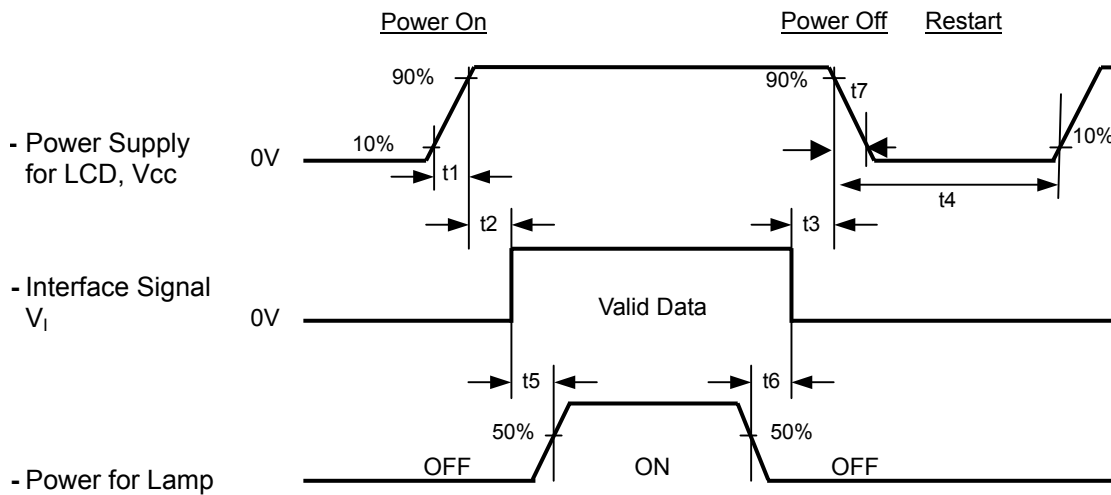 Power On
Power Off Restart
90%
90%
t7
- Power Supply
for LCD, Vcc
0V
10%
10%
t1
t4
t2
t3
- Interface Signal
VI
0V
Valid Data
t5
t6
50%
50%
- Power for Lamp
OFF
ON
OFF